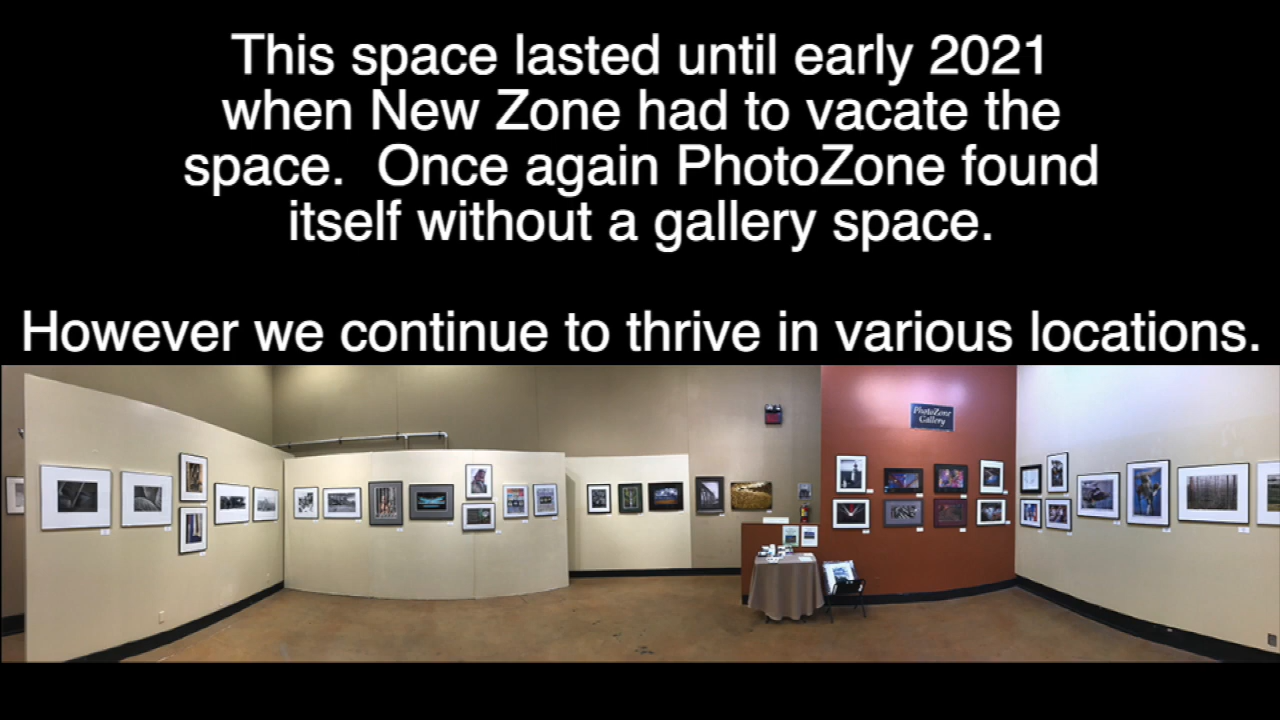 This space lasted until early 2021
when New Zone had to vacate the
space.  Once again PhotoZone found
itself without a gallery space.
However we continue to thrive in various locations.
PhotoZone
Gallery